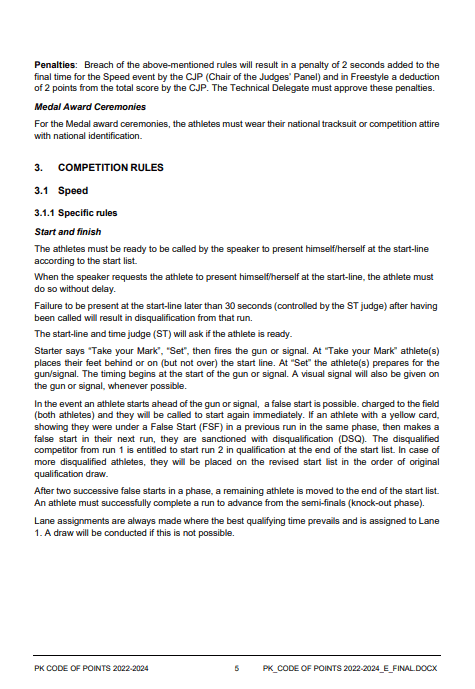 Penalties: Breach of the above-mentioned rules will result in a penalty of 2 seconds added to the
final time for the Speed event by the CJP (Chair of the Judges' Panel) and in Freestyle a deduction
of 2 points from the total score by the CJP. The Technical Delegate must approve these penalties.
Medal Award Ceremonies
For the Medal award ceremonies, the athletes must wear their national tracksuit or competition attire
with national identification.
3. COMPETITION RULES
3.1 Speed
3.1.1 Specific rules
Start and finish
The athletes must be ready to be called by the speaker to present himself/herself at the start-line
according to the start list.
When the speaker requests the athlete to present himself/herself at the start-line, the athlete must
do so without delay.
Failure to be present at the start-line later than 30 seconds (controlled by the ST judge) after having
been called will result in disqualification from that run.
The start-line and time judge (ST) will ask if the athlete is ready.
Starter says "Take your Mark", "Set", then fires the gun or signal. At "Take your Mark" athlete(s)
places their feet behind or on (but not over) the start line. At "Set" the athlete(s) prepares for the
gun/signal. The timing begins at the start of the gun or signal. A visual signal will also be given on
the gun or signal, whenever possible.
In the event an athlete starts ahead of the gun or signal, a false start is possible. charged to the field
(both athletes) and they will be called to start again immediately. If an athlete with a yellow card,
showing they were under a False Start (FSF) in a previous run in the same phase, then makes a
false start in their next run, they are sanctioned with disqualification (DSQ). The disqualified
competitor from run 1 is entitled to start run 2 in qualification at the end of the start list. In case of
more disqualified athletes, they will be placed on the revised start list in the order of original
qualification draw.
After two successive false starts in a phase, a remaining athlete is moved to the end of the start list.
An athlete must successfully complete a run to advance from the semi-finals (knock-out phase).
Lane assignments are always made where the best qualifying time prevails and is assigned to Lane
1. A draw will be conducted if this is not possible.
PK CODE OF POINTS 2022-2024 5 PK_CODE OF POINTS 2022-2024_E_FINAL.DOCX